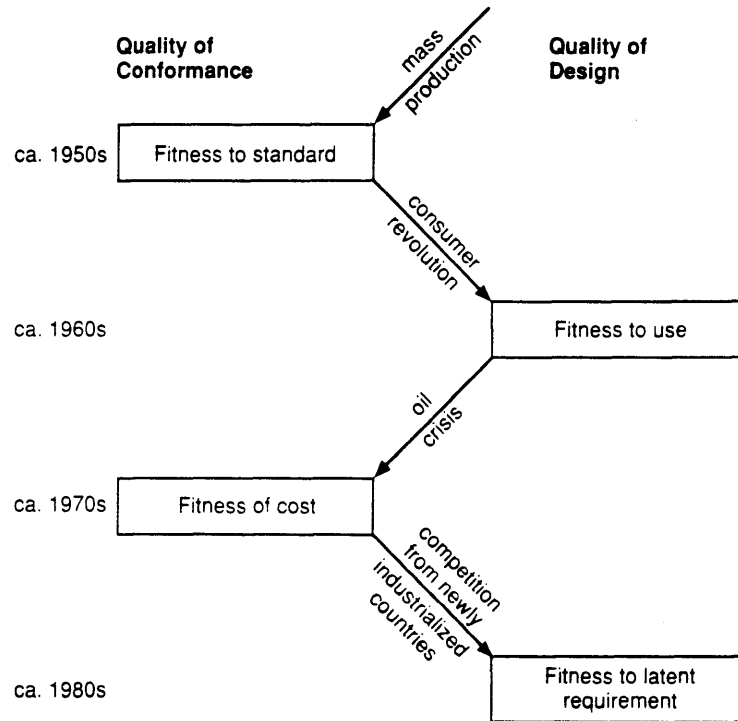 Quality of
Conformance
mass
production
Quality of
Design
ca. 1950s
Fitness to standard
consumer
revolution
ca. 1960s
Fitness to use
oil
crisis
ca. 1970s
Fitness of cost
competition
from newly
industrialized
countries
ca. 1980s
Fitness to latent
requirement